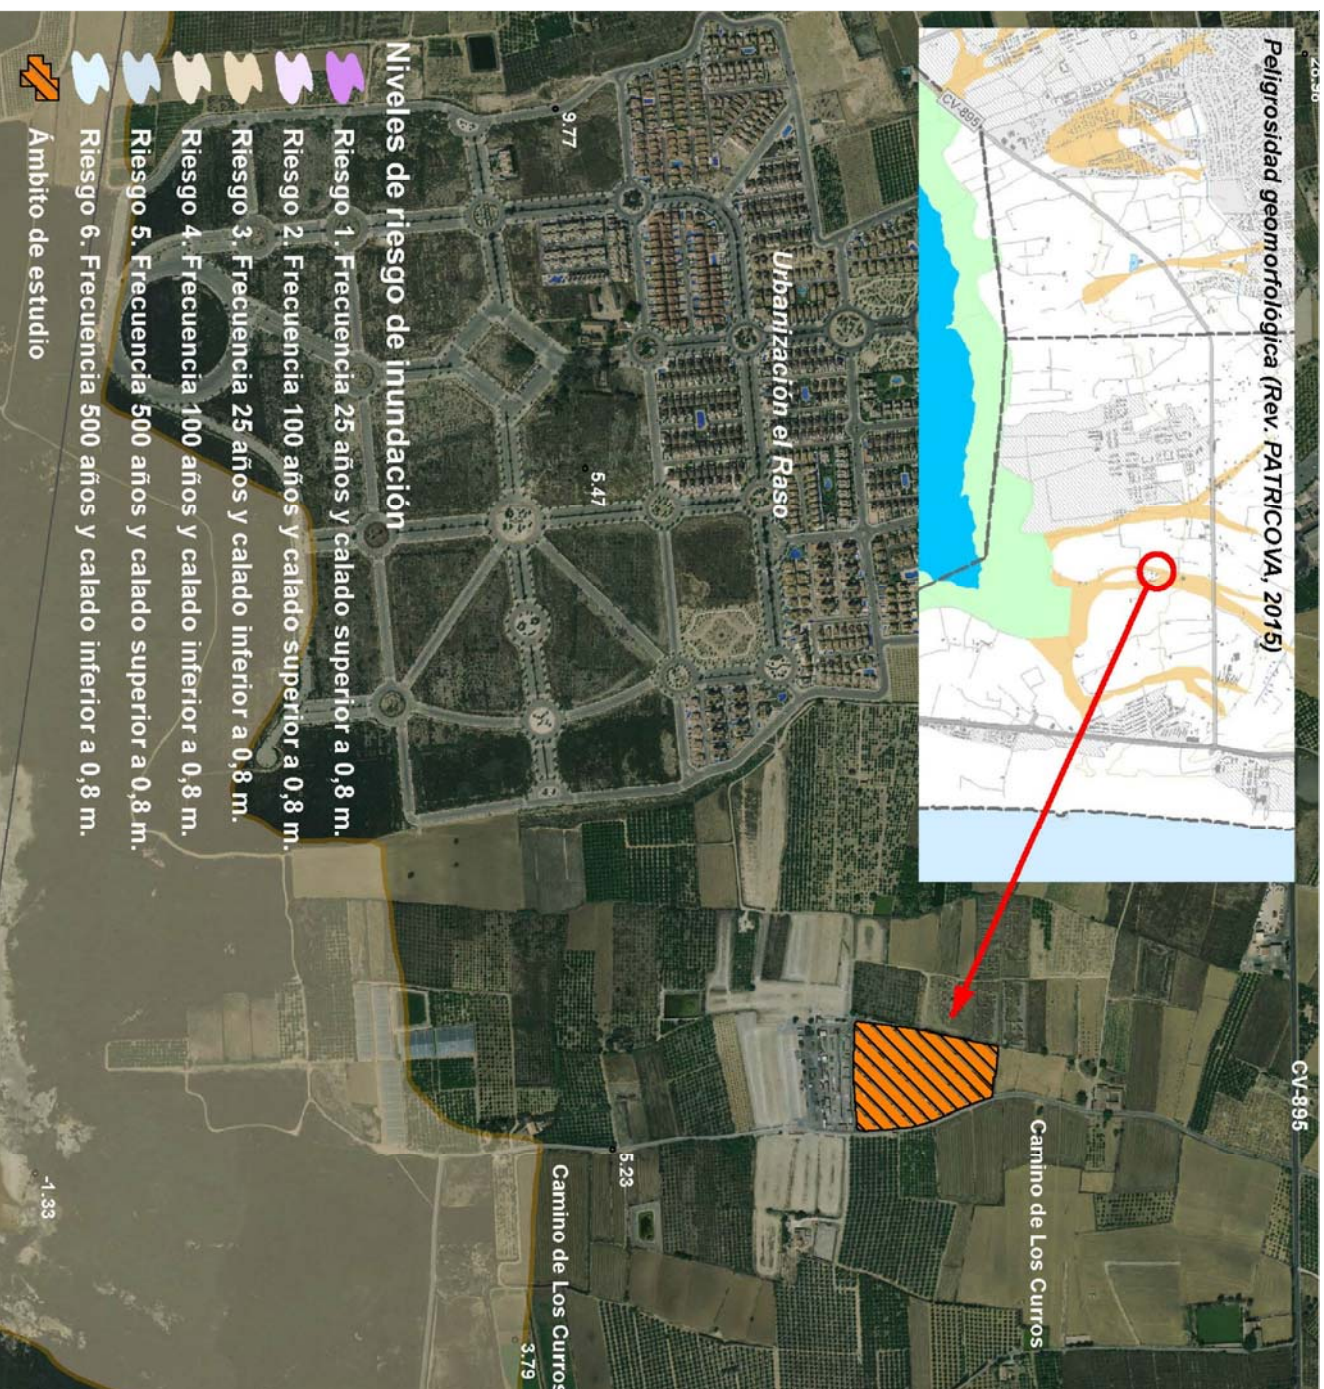 Peligrosidad geomorfológica (Rev. PATRICOVA, 2015)
CV-895
CV-895
Urbanización el Raso
9.77
5.47
Camino de Los Curros
5.23
Camino de Los Curros
3.79
-1.33
Niveles de riesgo de inundación
Riesgo 1. Frecuencia 25 años y calado superior a 0,8 m.
Riesgo 2. Frecuencia 100 años y calado superior a 0,8 m.
Riesgo 3. Frecuencia 25 años y calado inferior a 0,8 m.
Riesgo 4. Frecuencia 100 años y calado inferior a 0,8 m.
Riesgo 5. Frecuencia 500 años y calado superior a 0,8 m.
Riesgo 6. Frecuencia 500 años y calado inferior a 0,8 m.
Ámbito de estudio